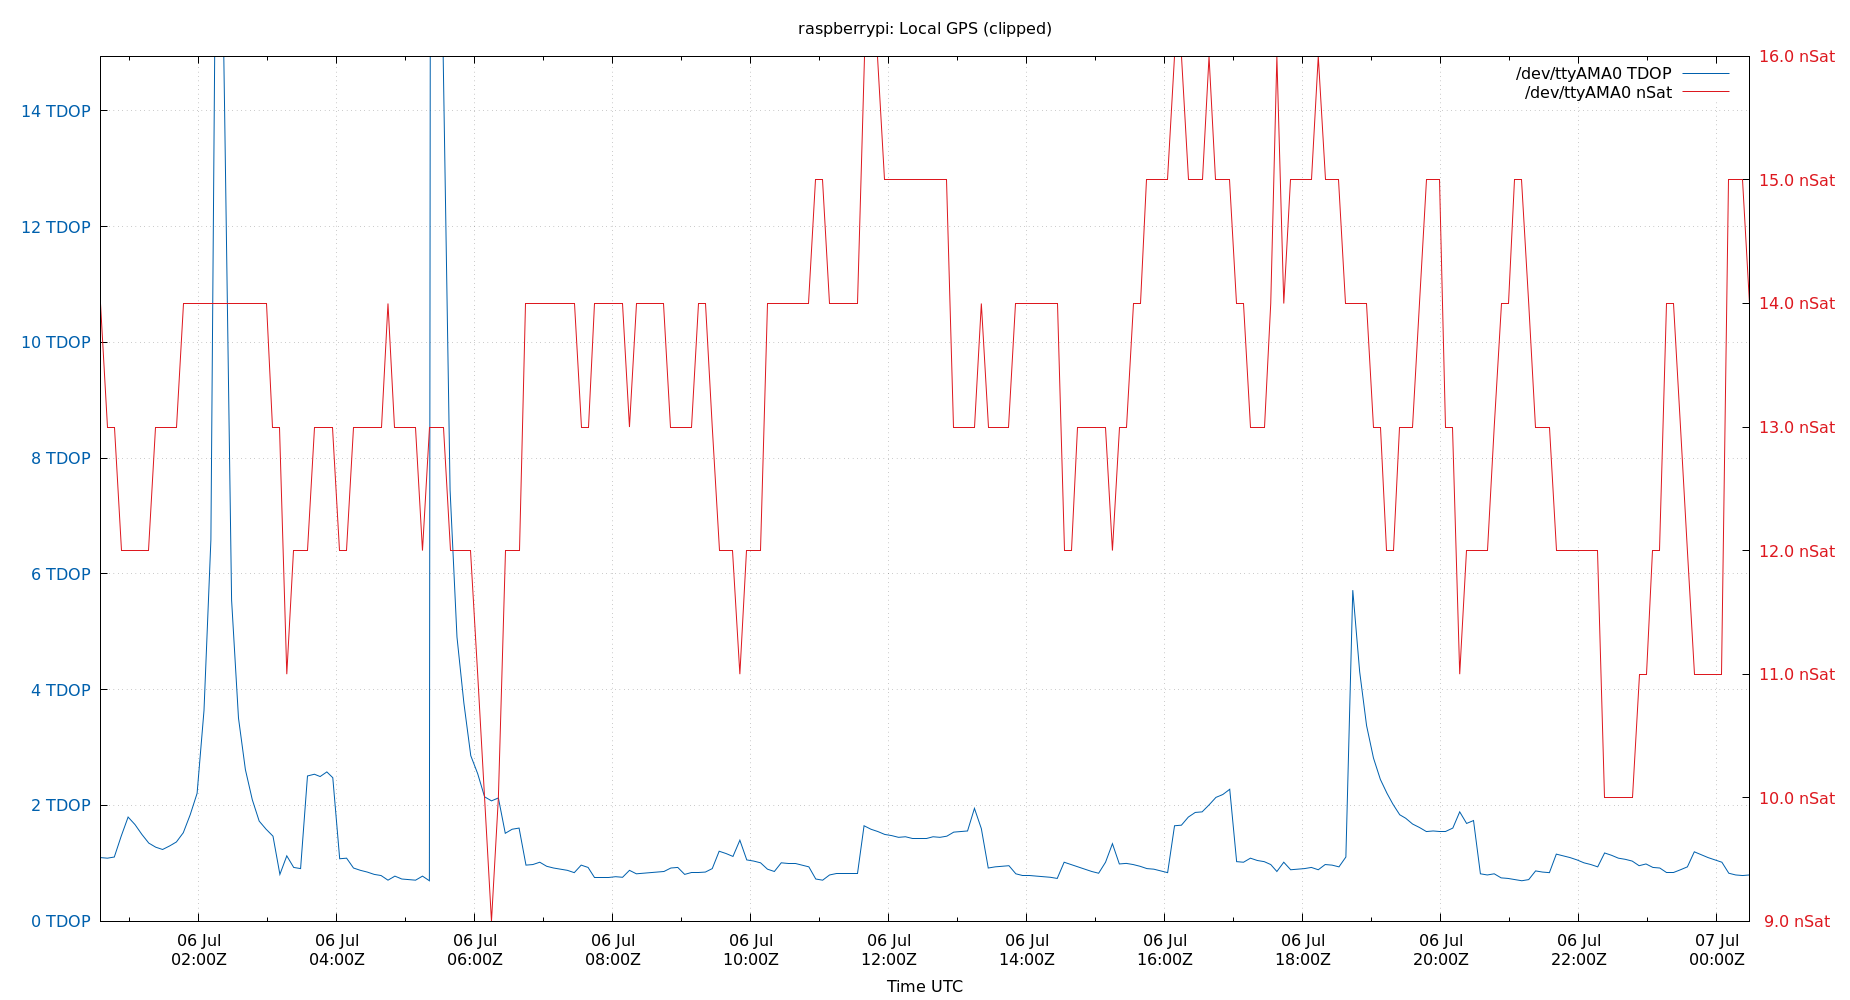 raspberrypi: Local GPS (clipped)
/dev/ttyAMA0 TDOP
/dev/ttyAMA0 nSat
14 TDOP
12 TDOP
10 TDOP
8 TDOP
6 TDOP
4 TDOP
2 TDOP
0 TDOP
16.0 nSat
15.0 nSat
14.0 nSat
13.0 nSat
12.0 nSat
11.0 nSat
10.0 nSat
9.0 nSat
06 Jul 06 Jul 06 Jul 06 Jul 06 Jul 06 Jul 06 Jul 06 Jul 06 Jul 06 Jul 06 Jul 07 Jul
02:00Z 04:00Z 06:00Z 08:00Z 10:00Z 12:00Z 14:00Z 16:00Z 18:00Z 20:00Z 22:00Z 00:00Z
Time UTC